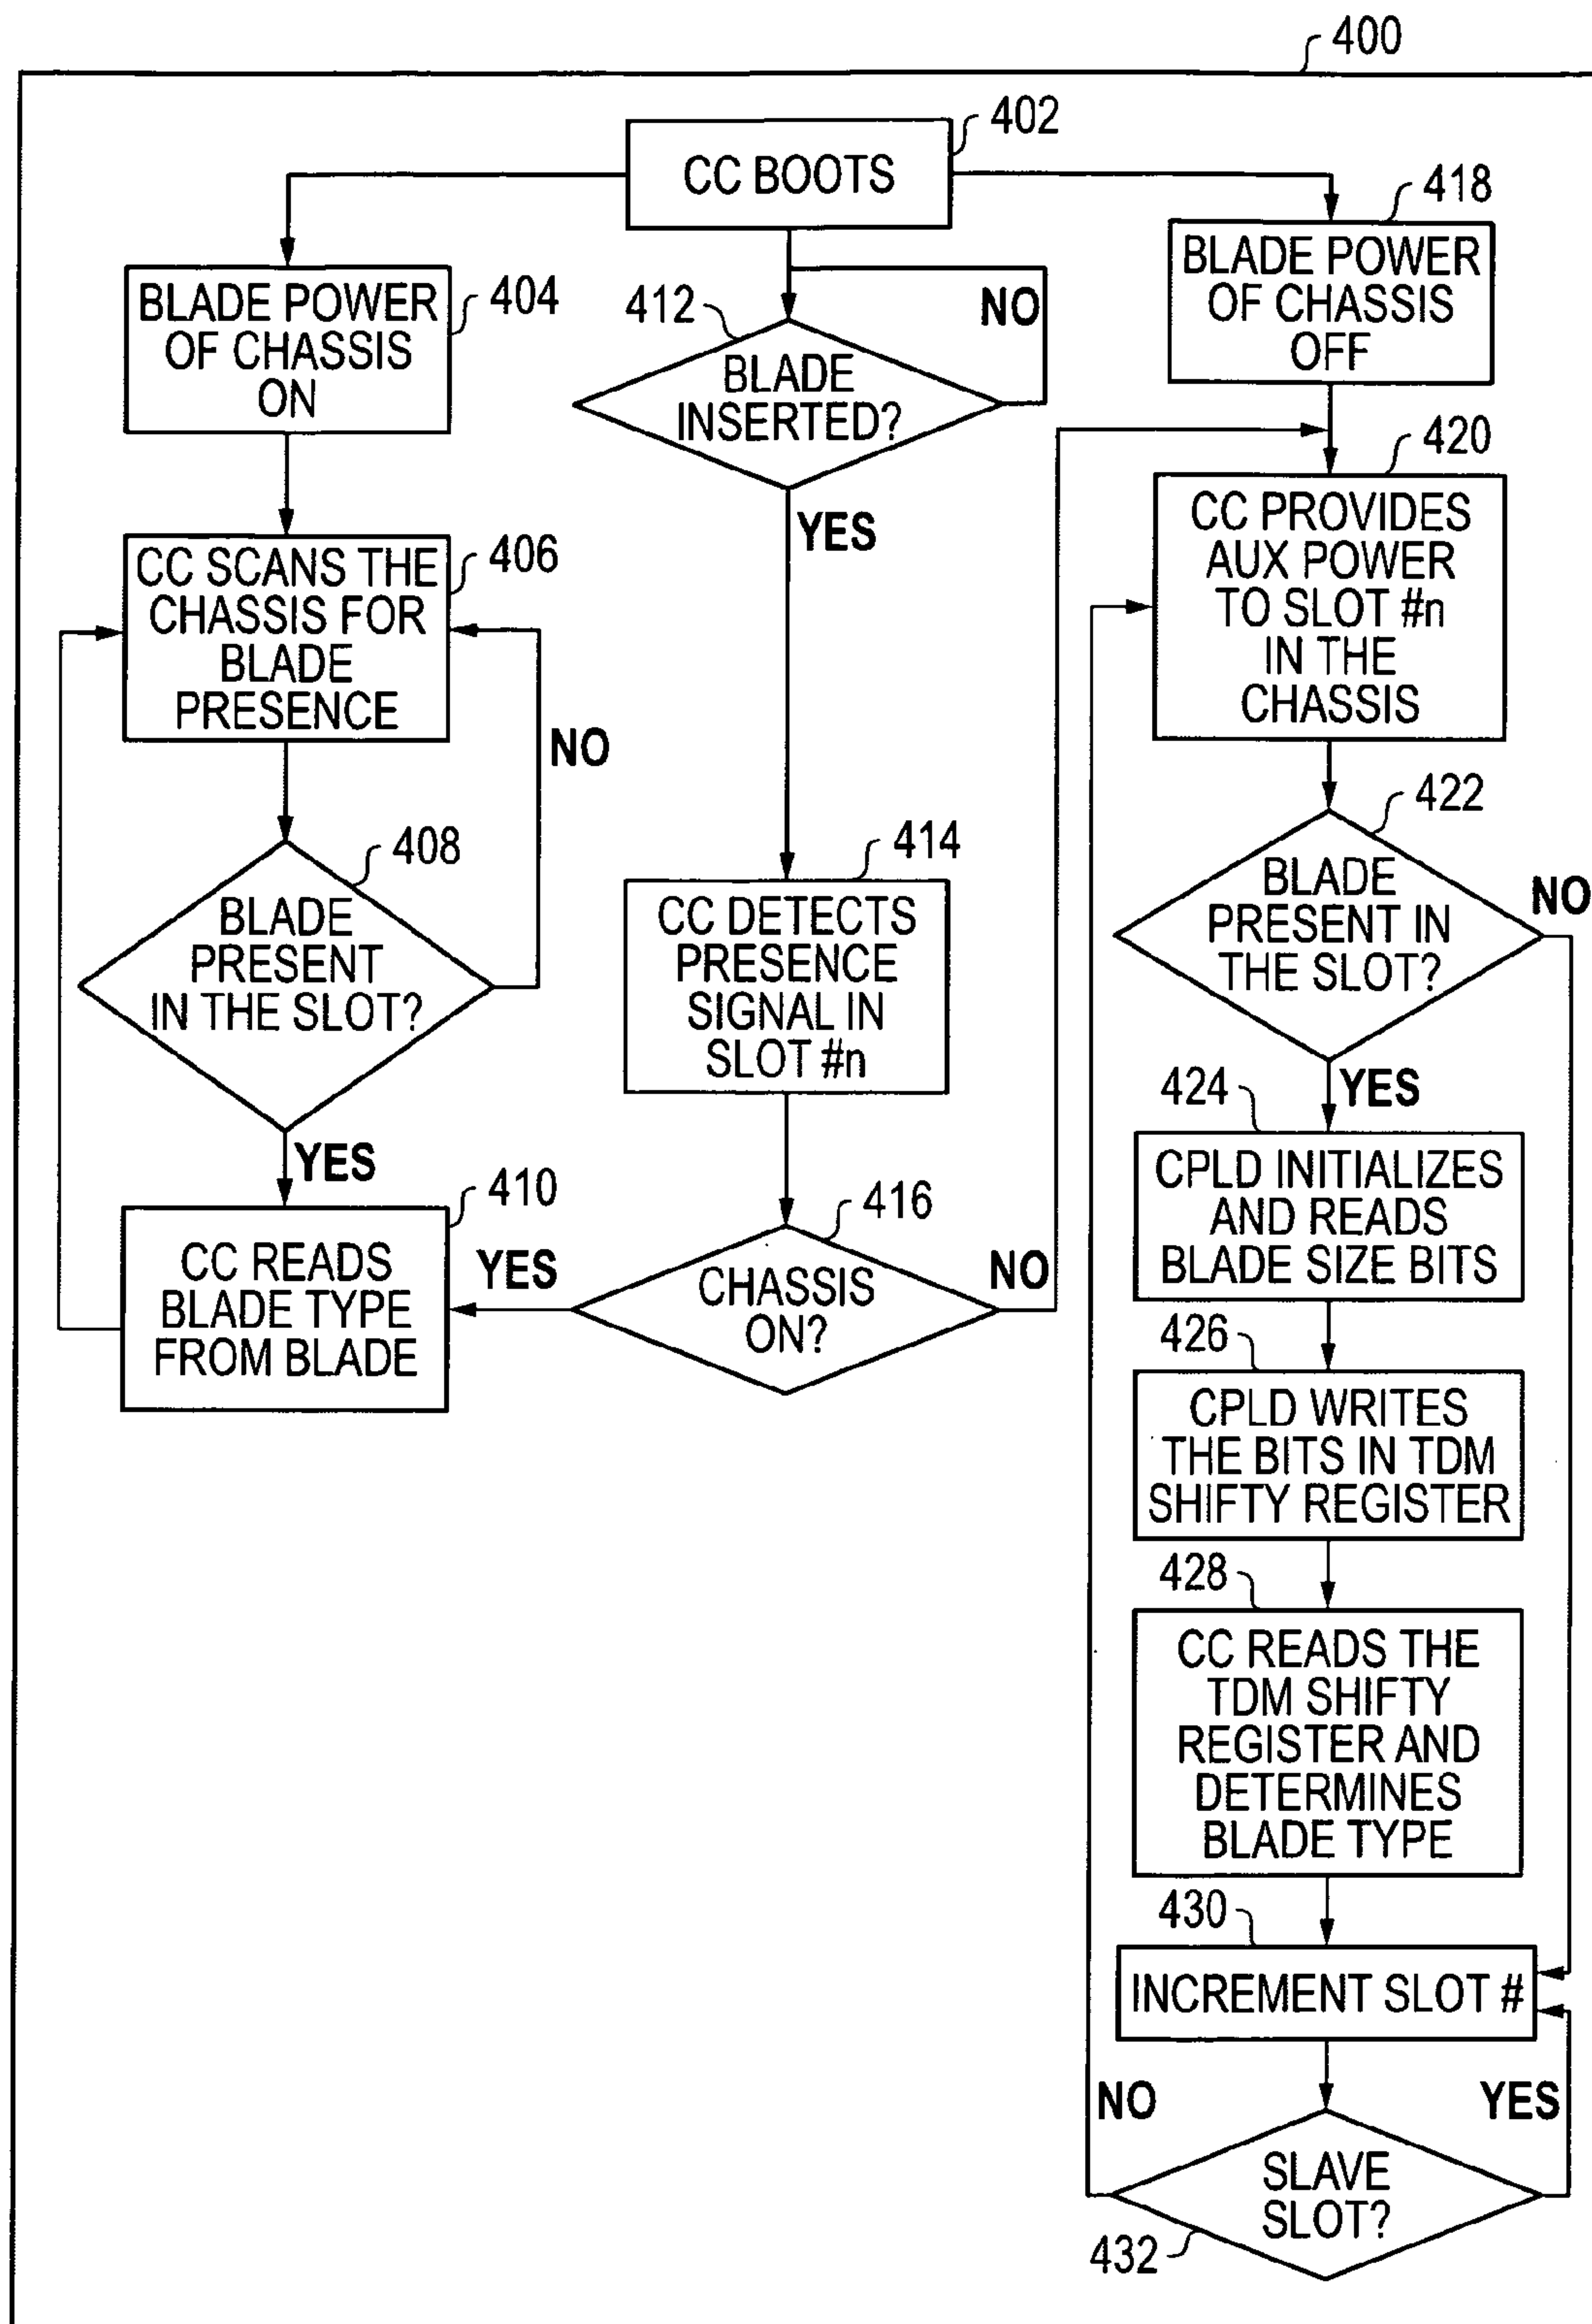 400
402
CC BOOTS
404
BLADE POWER
OF CHASSIS
ON
406
CC SCANS THE
CHASSIS FOR
BLADE
PRESENCE
NO
408
BLADE
PRESENT
IN THE SLOT?
YES
410
CC READS
BLADE TYPE
FROM BLADE
412
NO
BLADE
INSERTED?
YES
414
CC DETECTS
PRESENCE
SIGNAL IN
SLOT #n
416
YES
CHASSIS
ON?
NO
418
BLADE POWER
OF CHASSIS
OFF
420
CC PROVIDES
AUX POWER
TO SLOT #n
IN THE
CHASSIS
422
BLADE
PRESENT IN
THE SLOT?
NO
YES
424
CPLD INITIALIZES
AND READS
BLADE SIZE BITS
426
CPLD WRITES
THE BITS IN TDM
SHIFTY REGISTER
428
CC READS THE
TDM SHIFTY
REGISTER AND
DETERMINES
BLADE TYPE
430
INCREMENT SLOT #
NO
YES
SLAVE
SLOT?
432